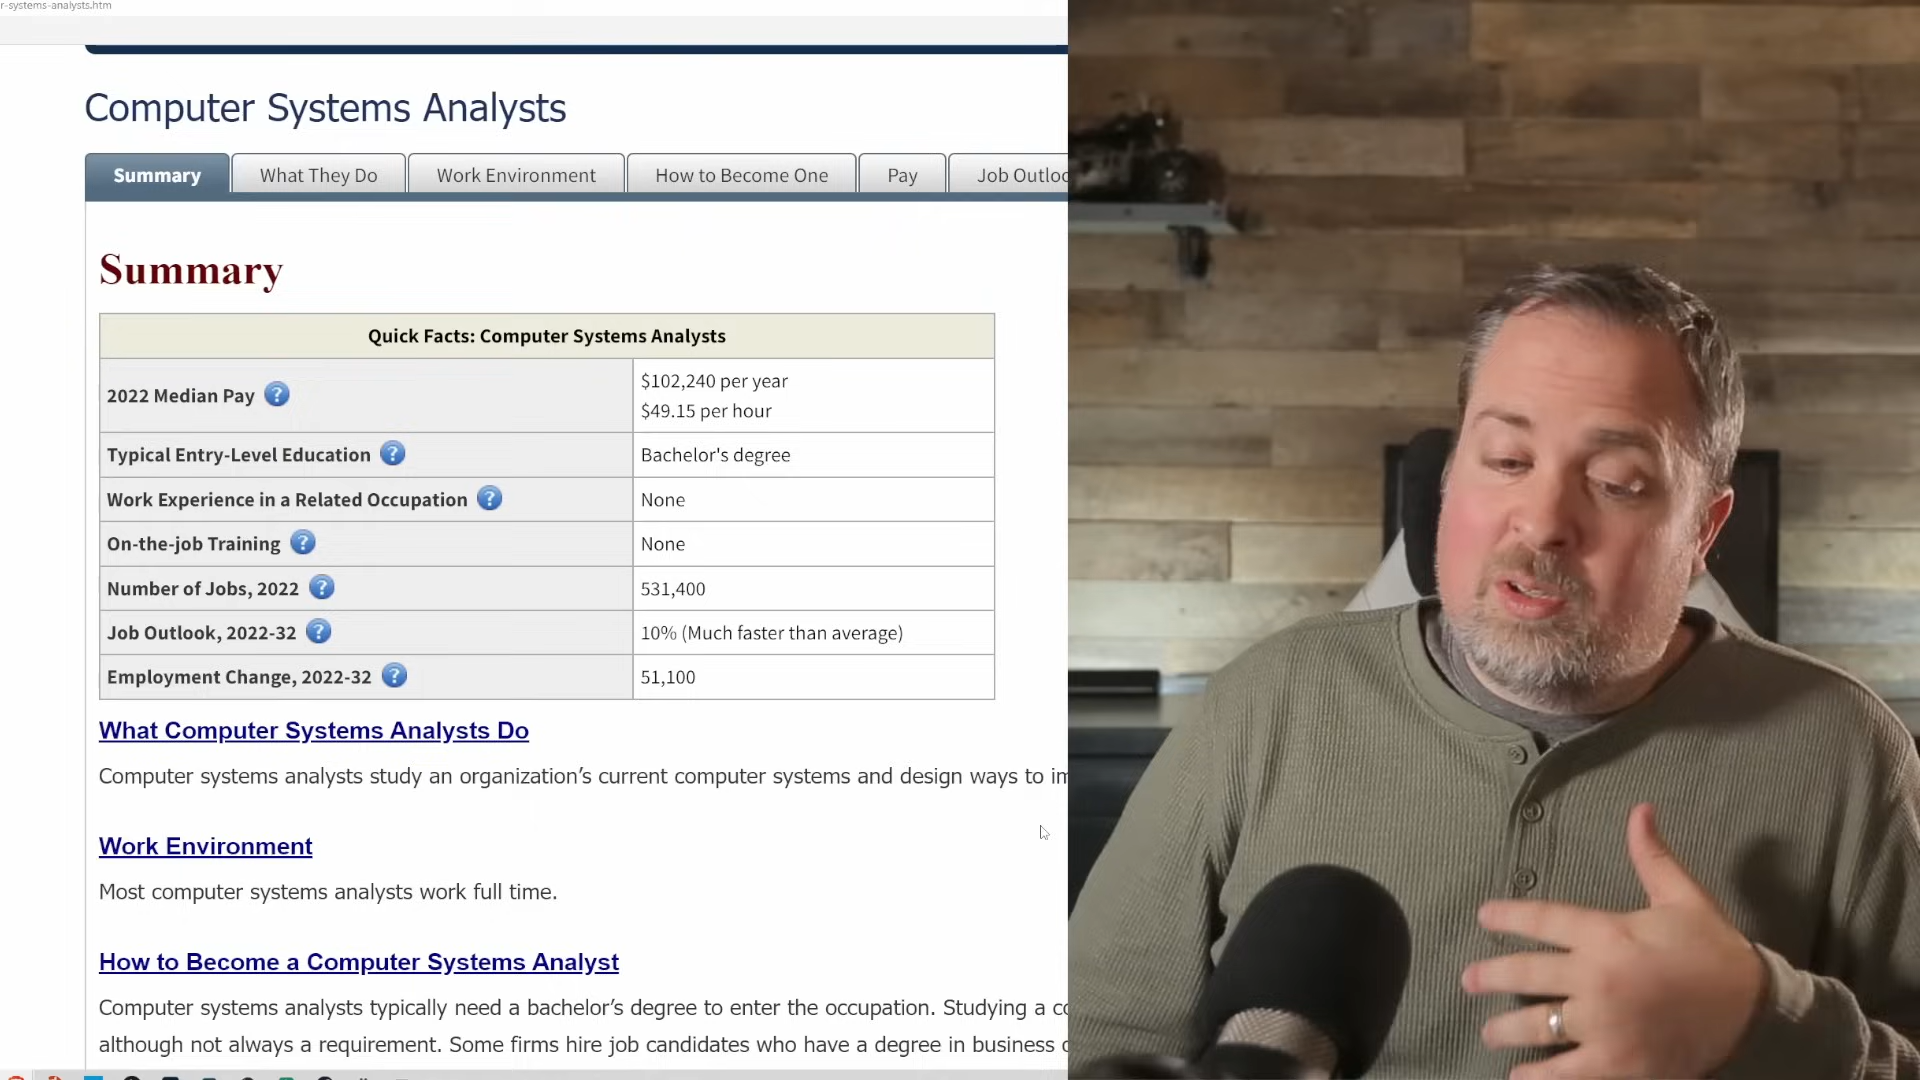 r-systems-analysts.htm
Computer Systems Analysts
Summary What They Do Work Environment How to Become One Pay Job Outloo
Summary
Quick Facts: Computer Systems Analysts
2022 Median Pay ? $102,240 per year
$49.15 per hour
Typical Entry-Level Education ? Bachelor's degree
Work Experience in a Related Occupation ? None
On-the-job Training ? None
Number of Jobs, 2022 ? 531,400
Job Outlook, 2022-32 ? 10% (Much faster than average)
Employment Change, 2022-32 ? 51,100
What Computer Systems Analysts Do
Computer systems analysts study an organization’s current computer systems and design ways to im
Work Environment
Most computer systems analysts work full time.
How to Become a Computer Systems Analyst
Computer systems analysts typically need a bachelor’s degree to enter the occupation. Studying a co
although not always a requirement. Some firms hire job candidates who have a degree in business o